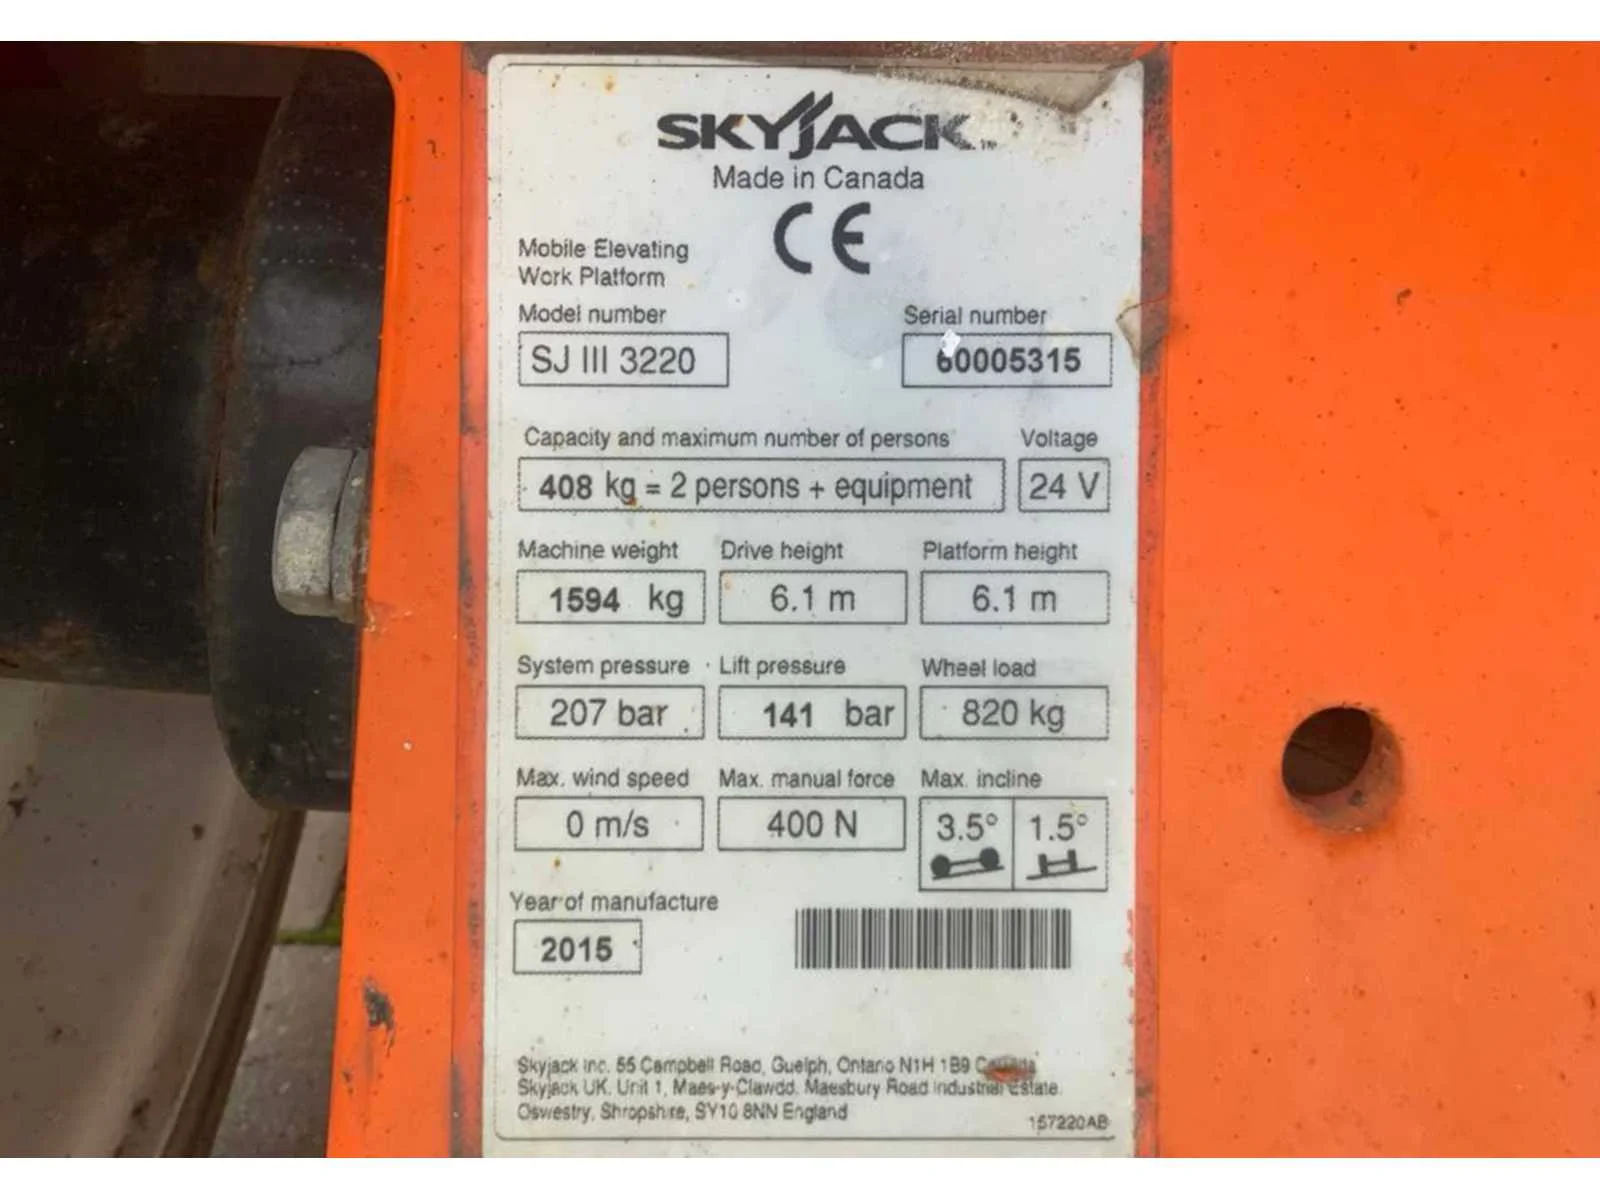 SKYJACK TM
Made in Canada
CE
Mobile Elevating
Work Platform
Model number
Serial number
SJ III 3220
60005315
Capacity and maximum number of persons
Voltage
408 kg = 2 persons + equipment
24 V
Machine weight
Drive height
Platform height
1594 kg
6.1 m
6.1 m
System pressure
Lift pressure
Wheel load
207 bar
141 bar
820 kg
Max. wind speed
Max. manual force
Max. incline
0 m/s
400 N
3.5°
1.5°
Year of manufacture
2015
Skyjack Inc. 55 Campbell Road, Guelph, Ontario N1H 1B9 Canada
Skyjack UK. Unit 1, Maes-y-Clawdd. Maesbury Road Industrial Estate.
Oswestry, Shropshire, SY10 8NN England
157220AB